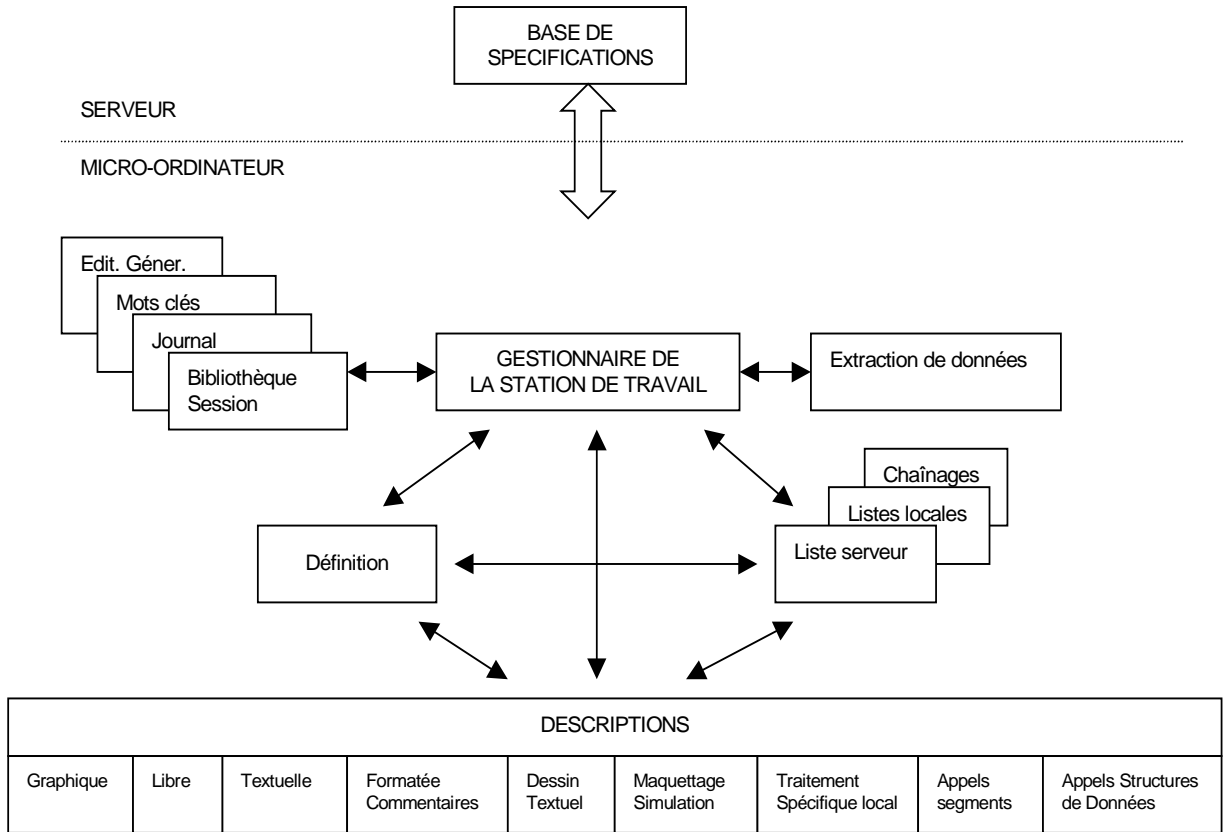 BASE DE
SPECIFICATIONS
SERVEUR
MICRO-ORDINATEUR
Edit. Géner.
Mots clés
Journal
Bibliothèque
Session
GESTIONNAIRE DE
LA STATION DE TRAVAIL
Extraction de données
Chaînages
Listes locales
Liste serveur
Définition
DESCRIPTIONS
Graphique
Libre
Textuelle
Formatée
Commentaires
Dessin
Textuel
Maquettage
Simulation
Traitement
Spécifique local
Appels
segments
Appels Structures
de Données